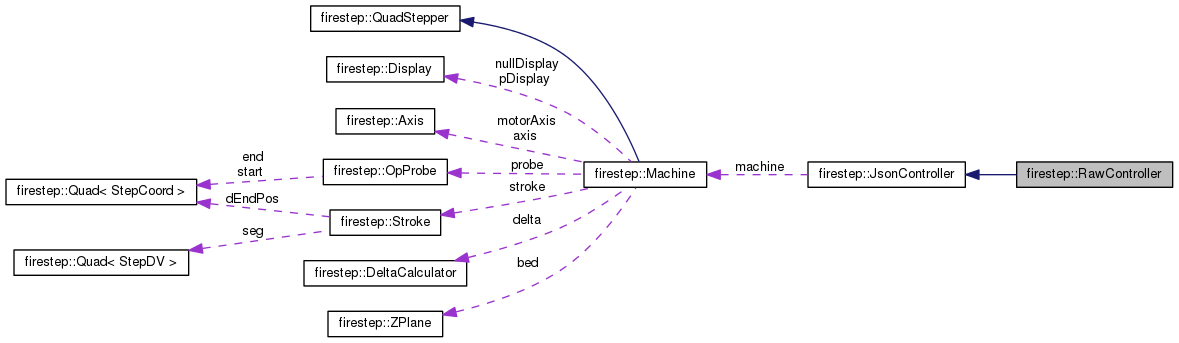 firestep::QuadStepper
nullDisplay
pDisplay
firestep::Display
motorAxis
axis
firestep::Axis
end
start
firestep::OpProbe
probe
firestep::Machine
machine
firestep::JsonController
firestep::RawController
firestep::Quad< StepCoord >
dEndPos
firestep::Stroke
stroke
delta
seg
firestep::Quad< StepDV >
firestep::DeltaCalculator
bed
firestep::ZPlane